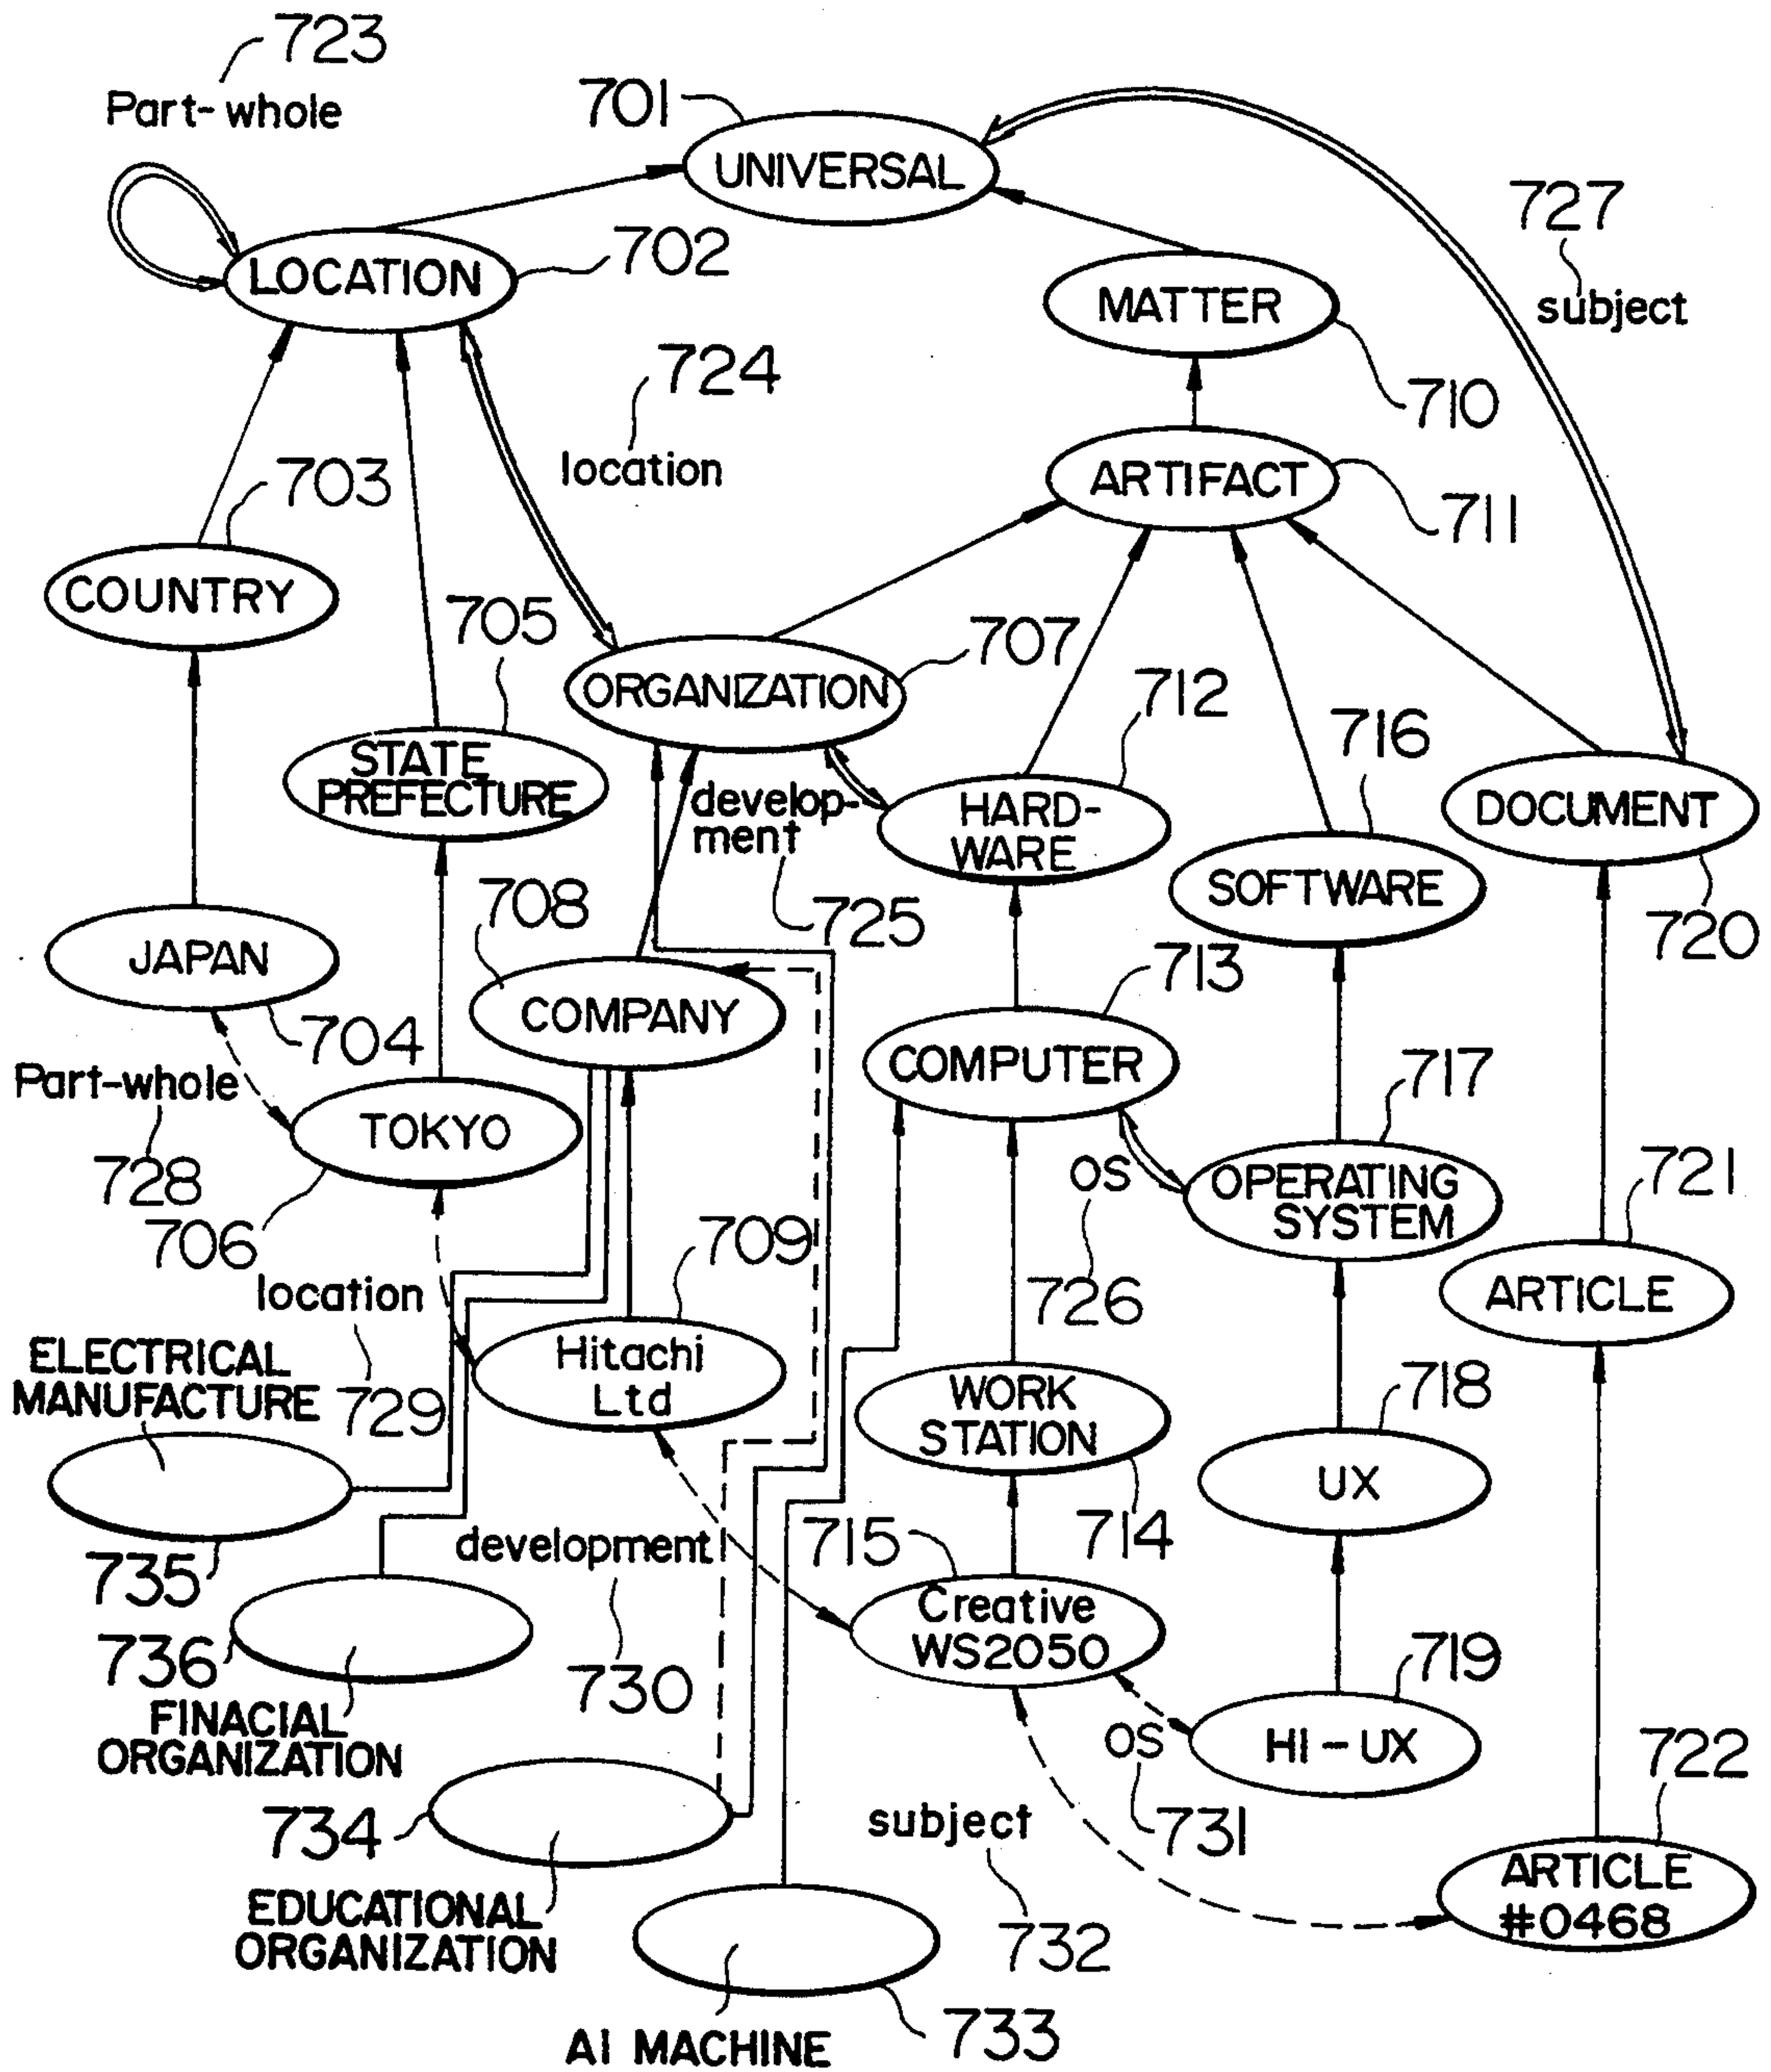 723
Part-whole
701
UNIVERSAL
727
subject
LOCATION
702
MATTER
710
724
location
ARTIFACT
711
703
COUNTRY
705
STATE
PREFECTURE
ORGANIZATION
707
712
716
HARD-
WARE
develop-
ment
725
SOFTWARE
DOCUMENT
720
JAPAN
704
708
COMPANY
713
COMPUTER
717
Part-whole
728
TOKYO
706
OS
726
OPERATING
SYSTEM
721
ARTICLE
709
location
729
Hitachi
Ltd
ELECTRICAL
MANUFACTURE
735
WORK
STATION
714
718
UX
development
730
715
Creative
WS2050
736
FINACIAL
ORGANIZATION
719
HI-UX
OS
731
722
ARTICLE
#0468
734
EDUCATIONAL
ORGANIZATION
subject
732
AI MACHINE
733